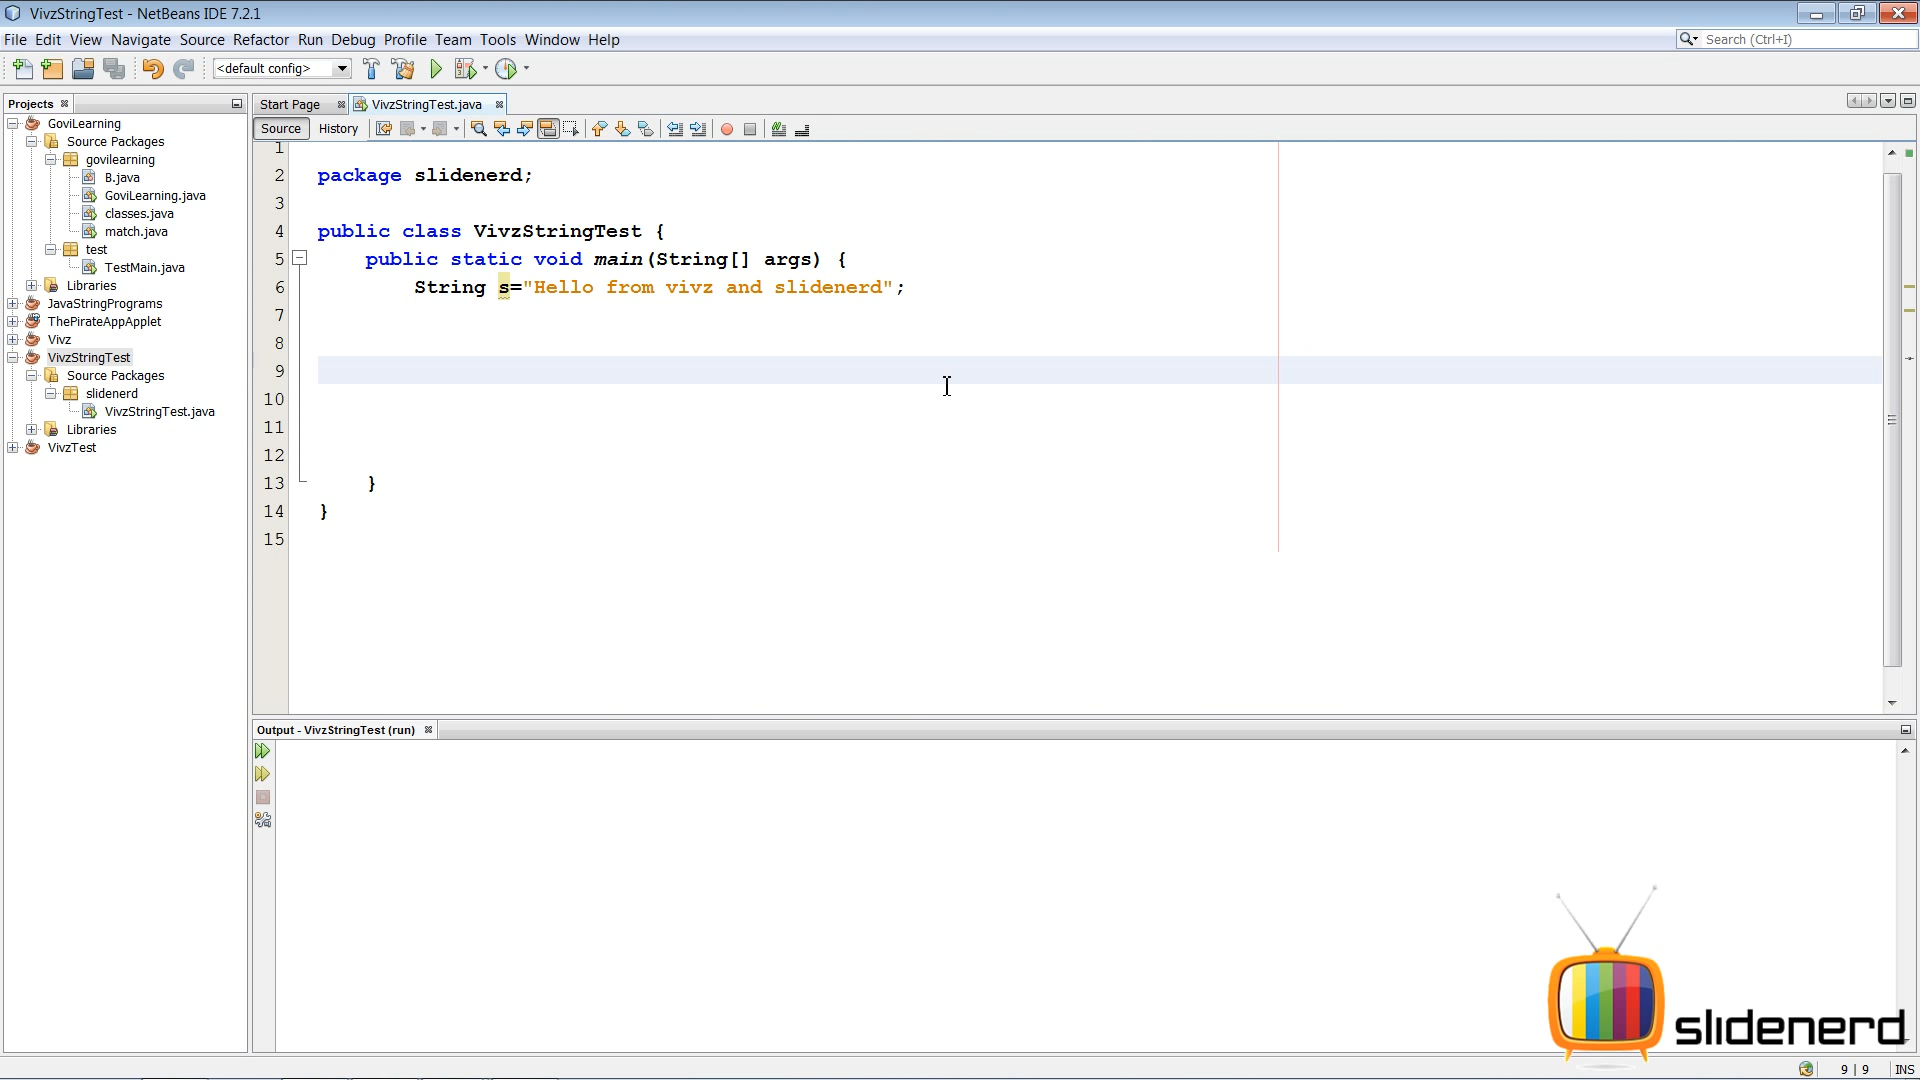 VivzStringTest - NetBeans IDE 7.2.1
File Edit View Navigate Source Refactor Run Debug Profile Team Tools Window Help
Search (Ctrl+I)
<default config>
Projects
GoviLearning
Source Packages
govilearning
B.java
GoviLearning.java
classes.java
match.java
test
TestMain.java
Libraries
JavaStringPrograms
ThePirateAppApplet
Vivz
VivzStringTest
Source Packages
slidenerd
VivzStringTest.java
Libraries
VivzTest
Start Page VivzStringTest.java
Source History
1
2 package slidenerd;
3
4 public class VivzStringTest {
5 public static void main(String[] args) {
6 String s="Hello from vivz and slidenerd";
7
8
9
10
11
12
13 }
14 }
15
Output - VivzStringTest (run)
slidenerd
9 | 9 INS